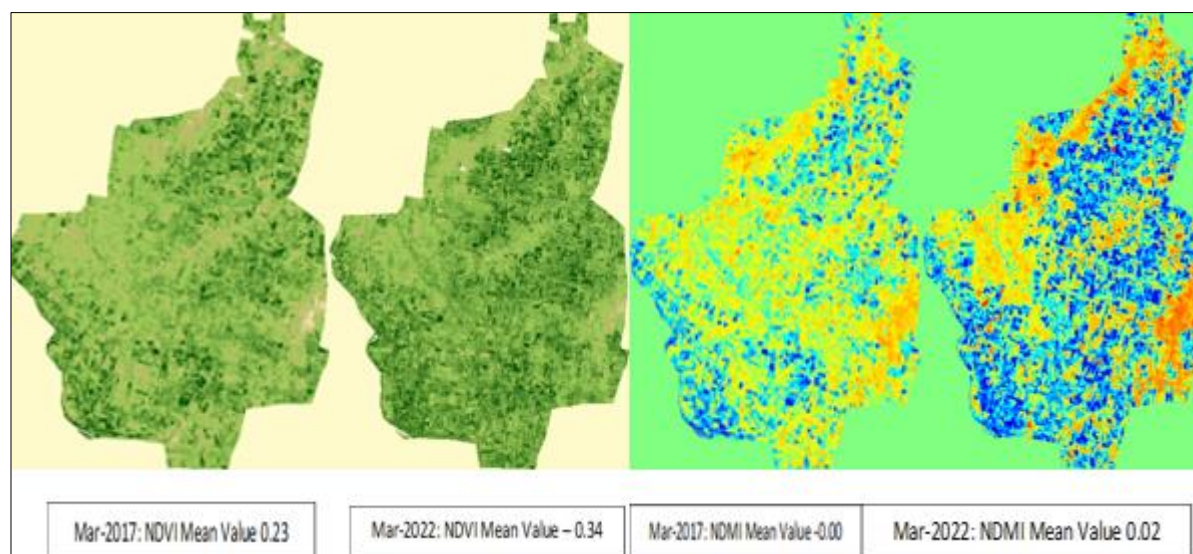 Mar-2017: NDVI Mean Value 0.23
Mar-2022: NDVI Mean Value – 0.34
Mar-2017: NDMI Mean Value -0.00
Mar-2022: NDMI Mean Value 0.02